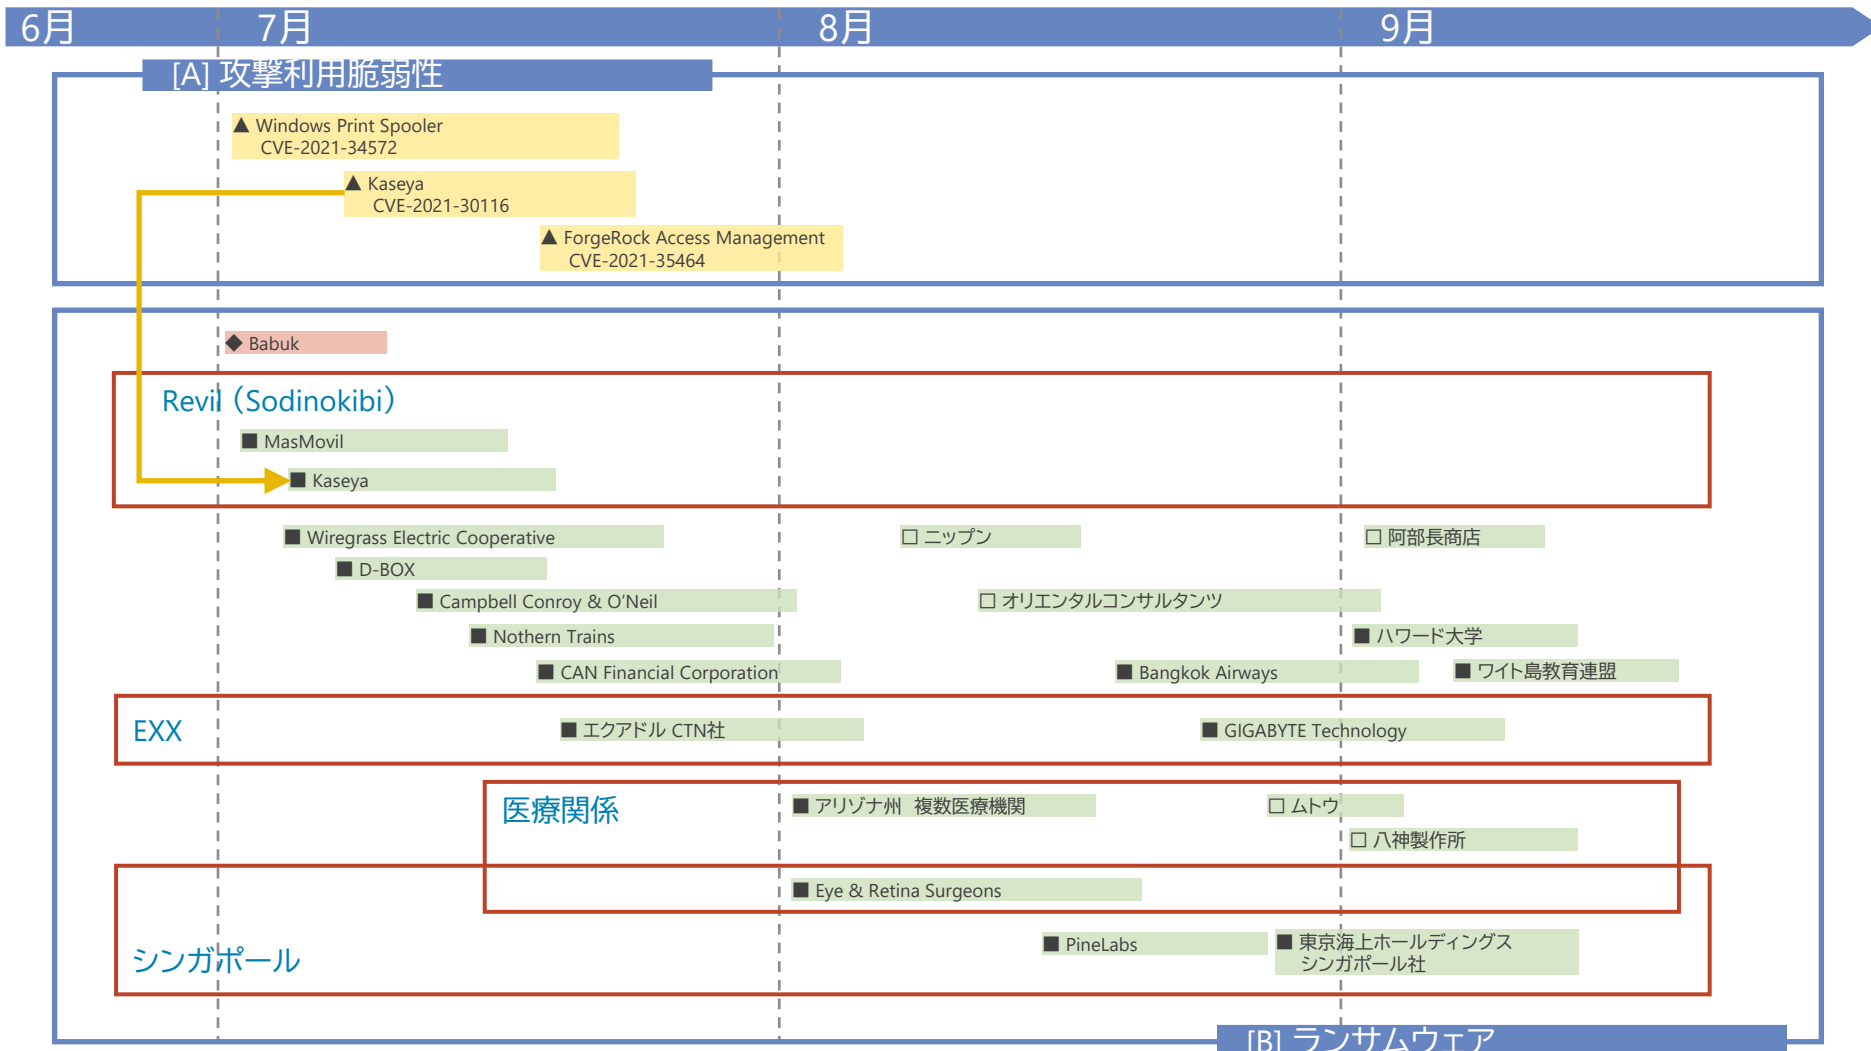 6月 7月 8月 9月
[A] 攻撃利用脆弱性
▲ Windows Print Spooler
CVE-2021-34572
▲ Kaseya
CVE-2021-30116
▲ ForgeRock Access Management
CVE-2021-35464
◆ Babuk
Revil（Sodinokibi）
■ MasMovil
■ Kaseya
■ Wiregrass Electric Cooperative
□ ニップン
□ 阿部長商店
■ D-BOX
■ Campbell Conroy & O’Neil
□ オリエンタルコンサルタンツ
■ Nothern Trains
■ ハワード大学
■ CAN Financial Corporation
■ Bangkok Airways
■ ワイト島教育連盟
EXX
■ エクアドル CTN社
■ GIGABYTE Technology
医療関係
■ アリゾナ州 複数医療機関
□ ムトウ
□ 八神製作所
■ Eye & Retina Surgeons
シンガポール
■ PineLabs
■ 東京海上ホールディングス
シンガポール社
[B] ランサムウェア